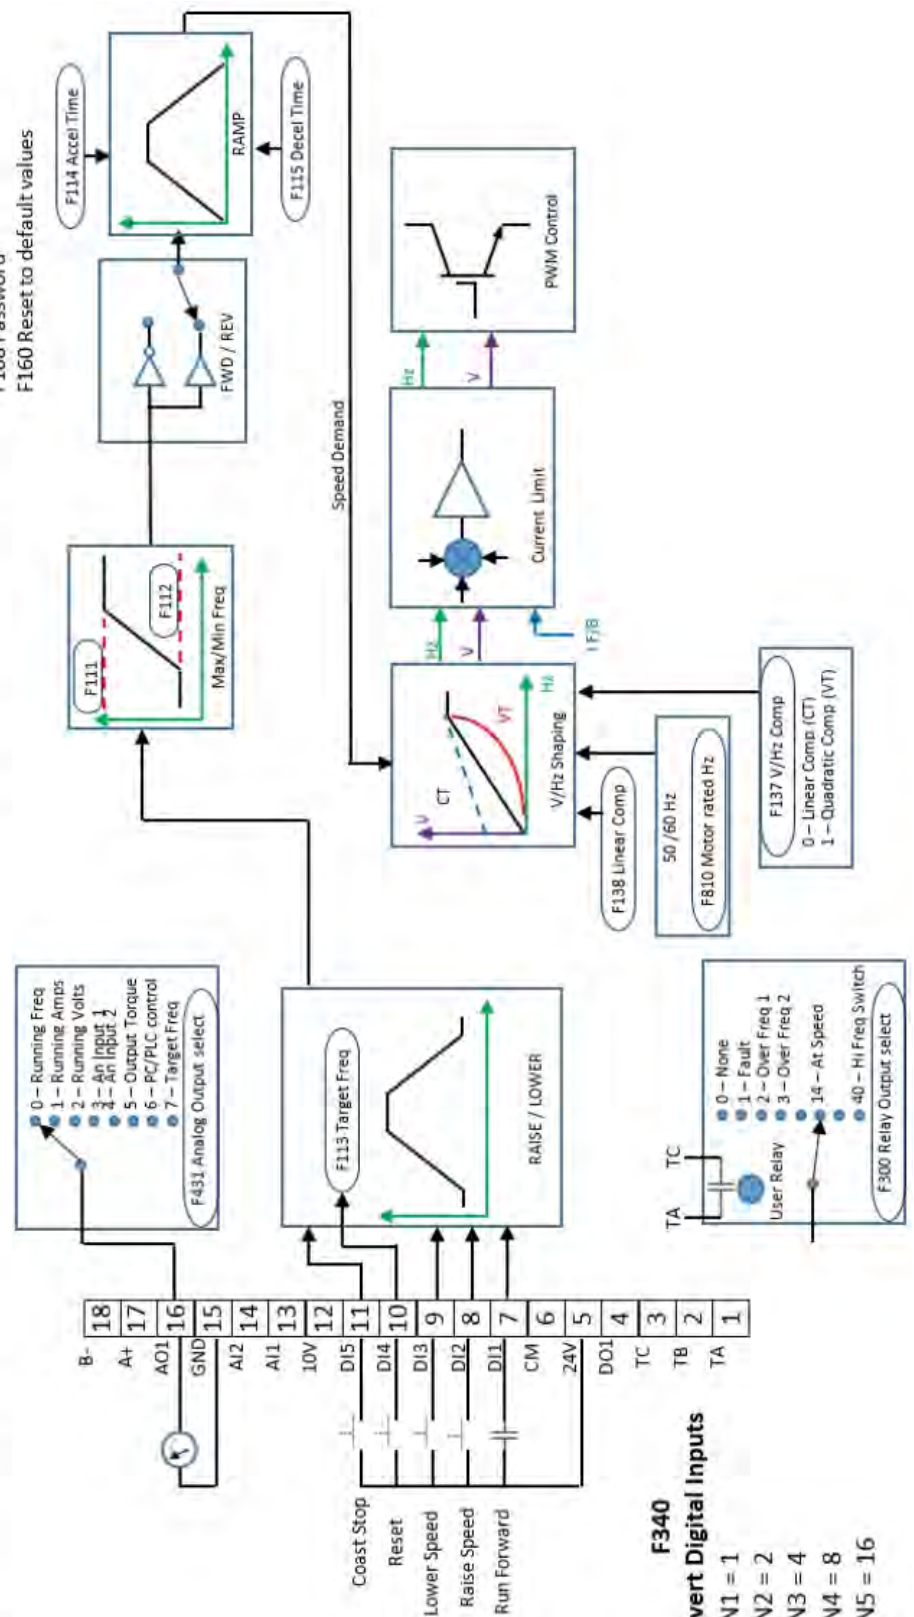 0 – Running Freq
1 – Running Amps
2 – Running Volts
3 – An Input 1
4 – An Input 2
5 – Output Torque
6 – PC/PLC control
7 – Target Freq
F431 Analog Output select
Password
F160 Reset to default values
F111
F112
Max/Min Freq
FWD / REV
F114 Accel Time
RAMP
F115 Decel Time
Speed Demand
B-
18
A+
17
AO1
16
GND
15
AI2
14
AI1
13
10V
12
DI5
11
DI4
10
DI3
9
DI2
8
DI1
7
CM
6
24V
5
DO1
4
TC
3
TB
2
TA
1
Coast Stop
Reset
Lower Speed
Raise Speed
Run Forward
F113 Target Freq
RAISE / LOWER
V
CT
VT
Hz
V/Hz Shaping
Hz
V
I F/B
Current Limit
Hz
V
PWM Control
F138 Linear Comp
50 /60 Hz
F810 Motor rated Hz
F137 V/Hz Comp
0 – Linear Comp (CT)
1 – Quadratic Comp (VT)
TA
TC
User Relay
0 – None
1 – Fault
2 – Over Freq 1
3 – Over Freq 2
14 – At Speed
40 – Hi Freq Switch
F300 Relay Output select
F340
vert Digital Inputs
N1 = 1
N2 = 2
N3 = 4
N4 = 8
N5 = 16